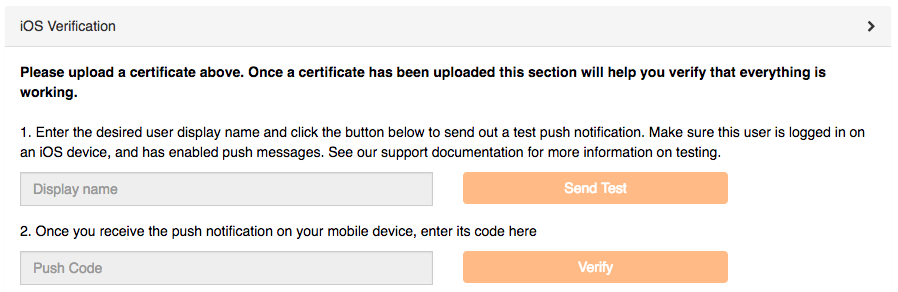 iOS Verification
Please upload a certificate above. Once a certificate has been uploaded this section will help you verify that everything is
working.
1. Enter the desired user display name and click the button below to send out a test push notification. Make sure this user is logged in on
an iOS device, and has enabled push messages. See our support documentation for more information on testing.
Display name
Send Test
2. Once you receive the push notification on your mobile device, enter its code here
Push Code
Verify